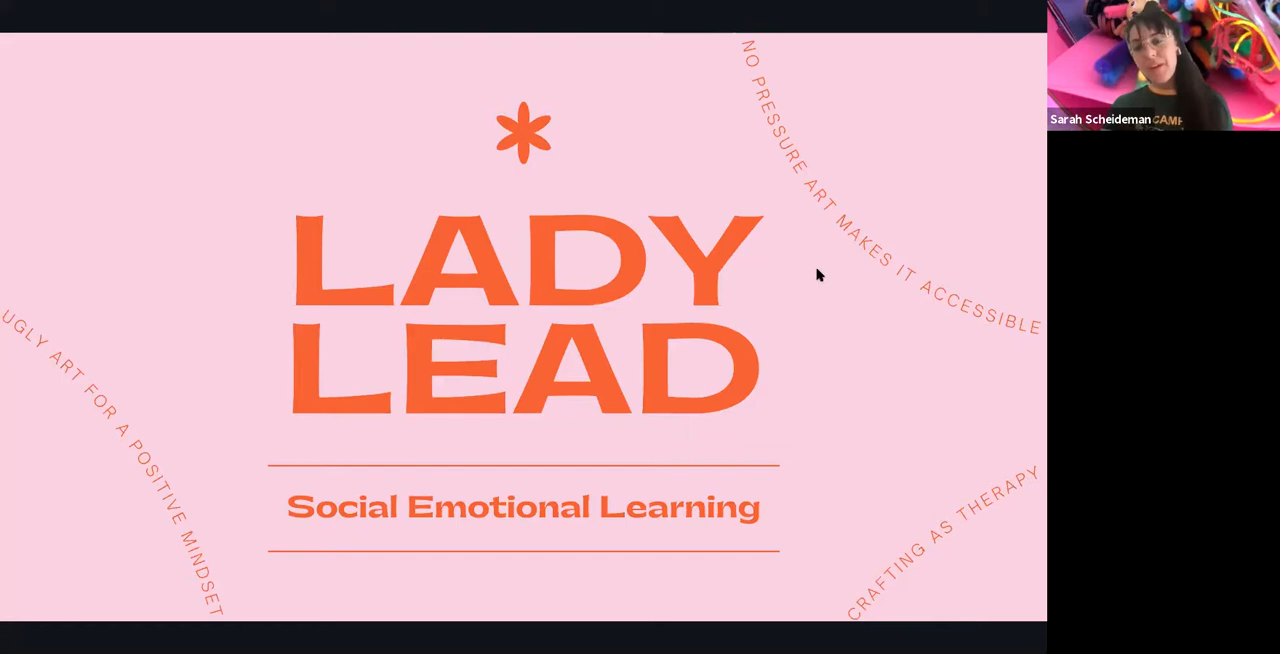 NO PRESSURE ART MAKES IT ACCESSIBLE
LADY
LEAD
Social Emotional Learning
UGLY ART FOR A POSITIVE MINDSET
CRAFTING AS THERAPY
Sarah Scheideman
CAMP